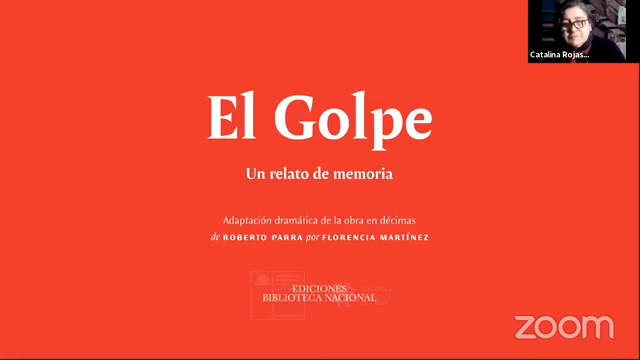 Catalina Rojas...
El Golpe
Un relato de memoria
Adaptación dramática de la obra en décimas
de ROBERTO PARRA por FLORENCIA MARTÍNEZ
EDICIONES
BIBLIOTECA NACIONAL
zoom